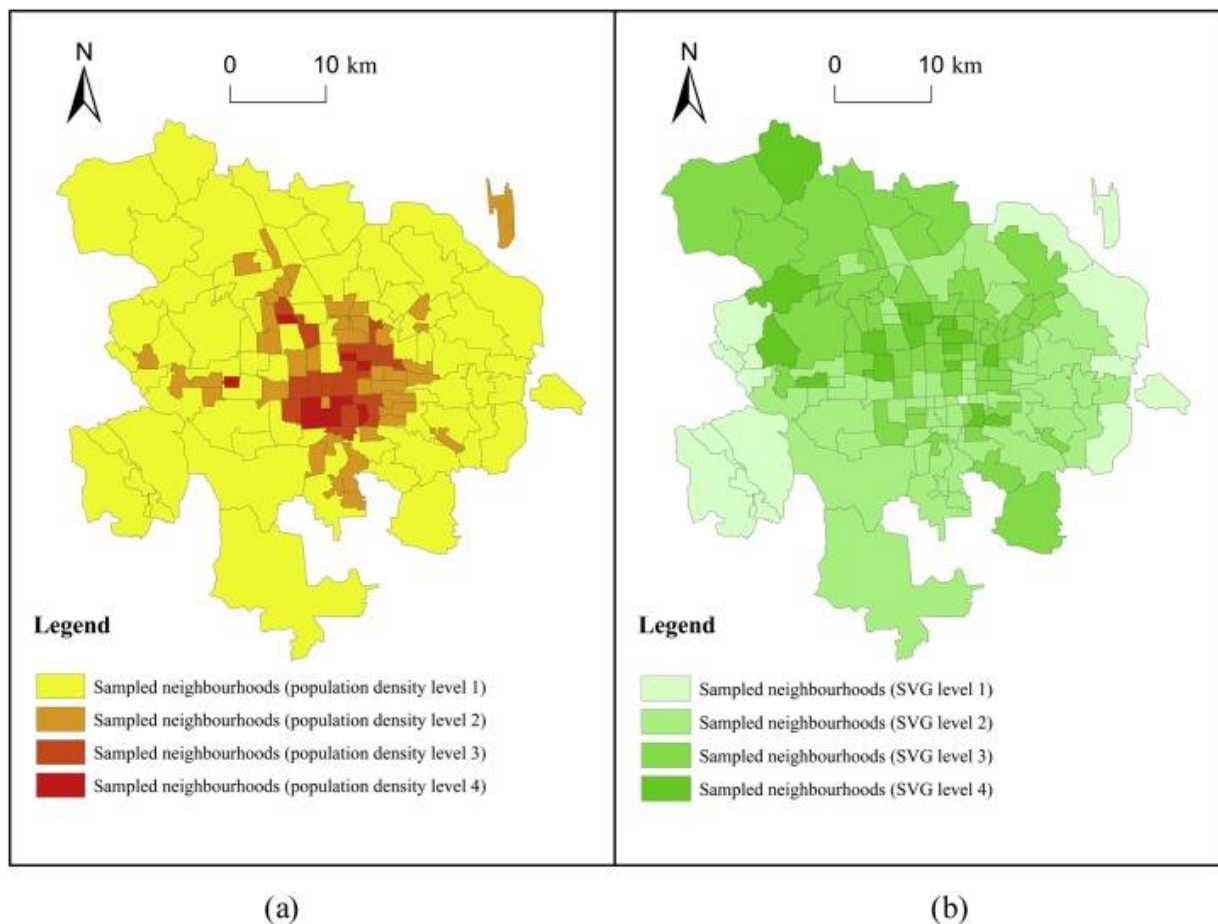 N
0 10 km
Legend
Sampled neighbourhoods (population density level 1)
Sampled neighbourhoods (population density level 2)
Sampled neighbourhoods (population density level 3)
Sampled neighbourhoods (population density level 4)
(a)
N
0 10 km
Legend
Sampled neighbourhoods (SVG level 1)
Sampled neighbourhoods (SVG level 2)
Sampled neighbourhoods (SVG level 3)
Sampled neighbourhoods (SVG level 4)
(b)